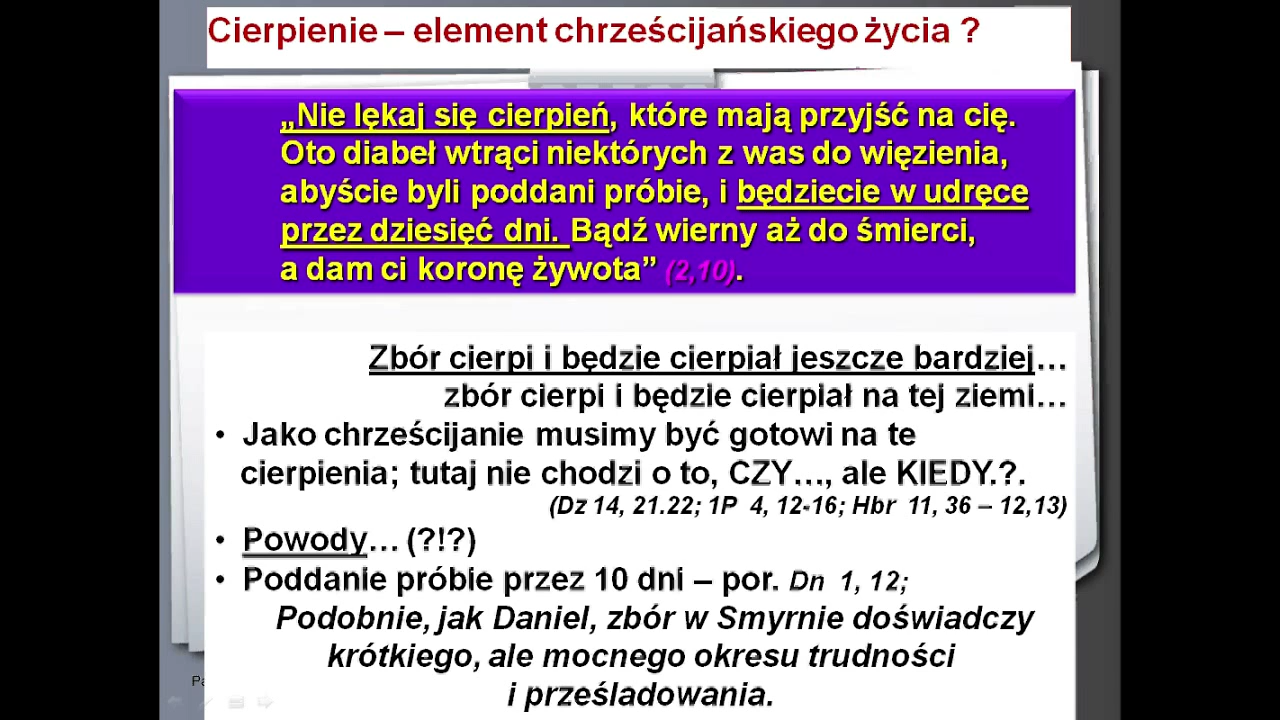 Cierpienie – element chrześcijańskiego życia ?
„Nie lękaj się cierpień, które mają przyjść na cię.
Oto diabeł wtrąci niektórych z was do więzienia,
abyście byli poddani próbie, i będziecie w udręce
przez dziesięć dni. Bądź wierny aż do śmierci,
a dam ci koronę żywota” (2,10).
Zbór cierpi i będzie cierpiał jeszcze bardziej…
zbór cierpi i będzie cierpiał na tej ziemi…
• Jako chrześcijanie musimy być gotowi na te
cierpienia; tutaj nie chodzi o to, CZY…, ale KIEDY.?.
(Dz 14, 21.22; 1P 4, 12-16; Hbr 11, 36 – 12,13)
• Powody… (?!?)
• Poddanie próbie przez 10 dni – por. Dn 1, 12;
Podobnie, jak Daniel, zbór w Smyrnie doświadczy
krótkiego, ale mocnego okresu trudności
i prześladowania.